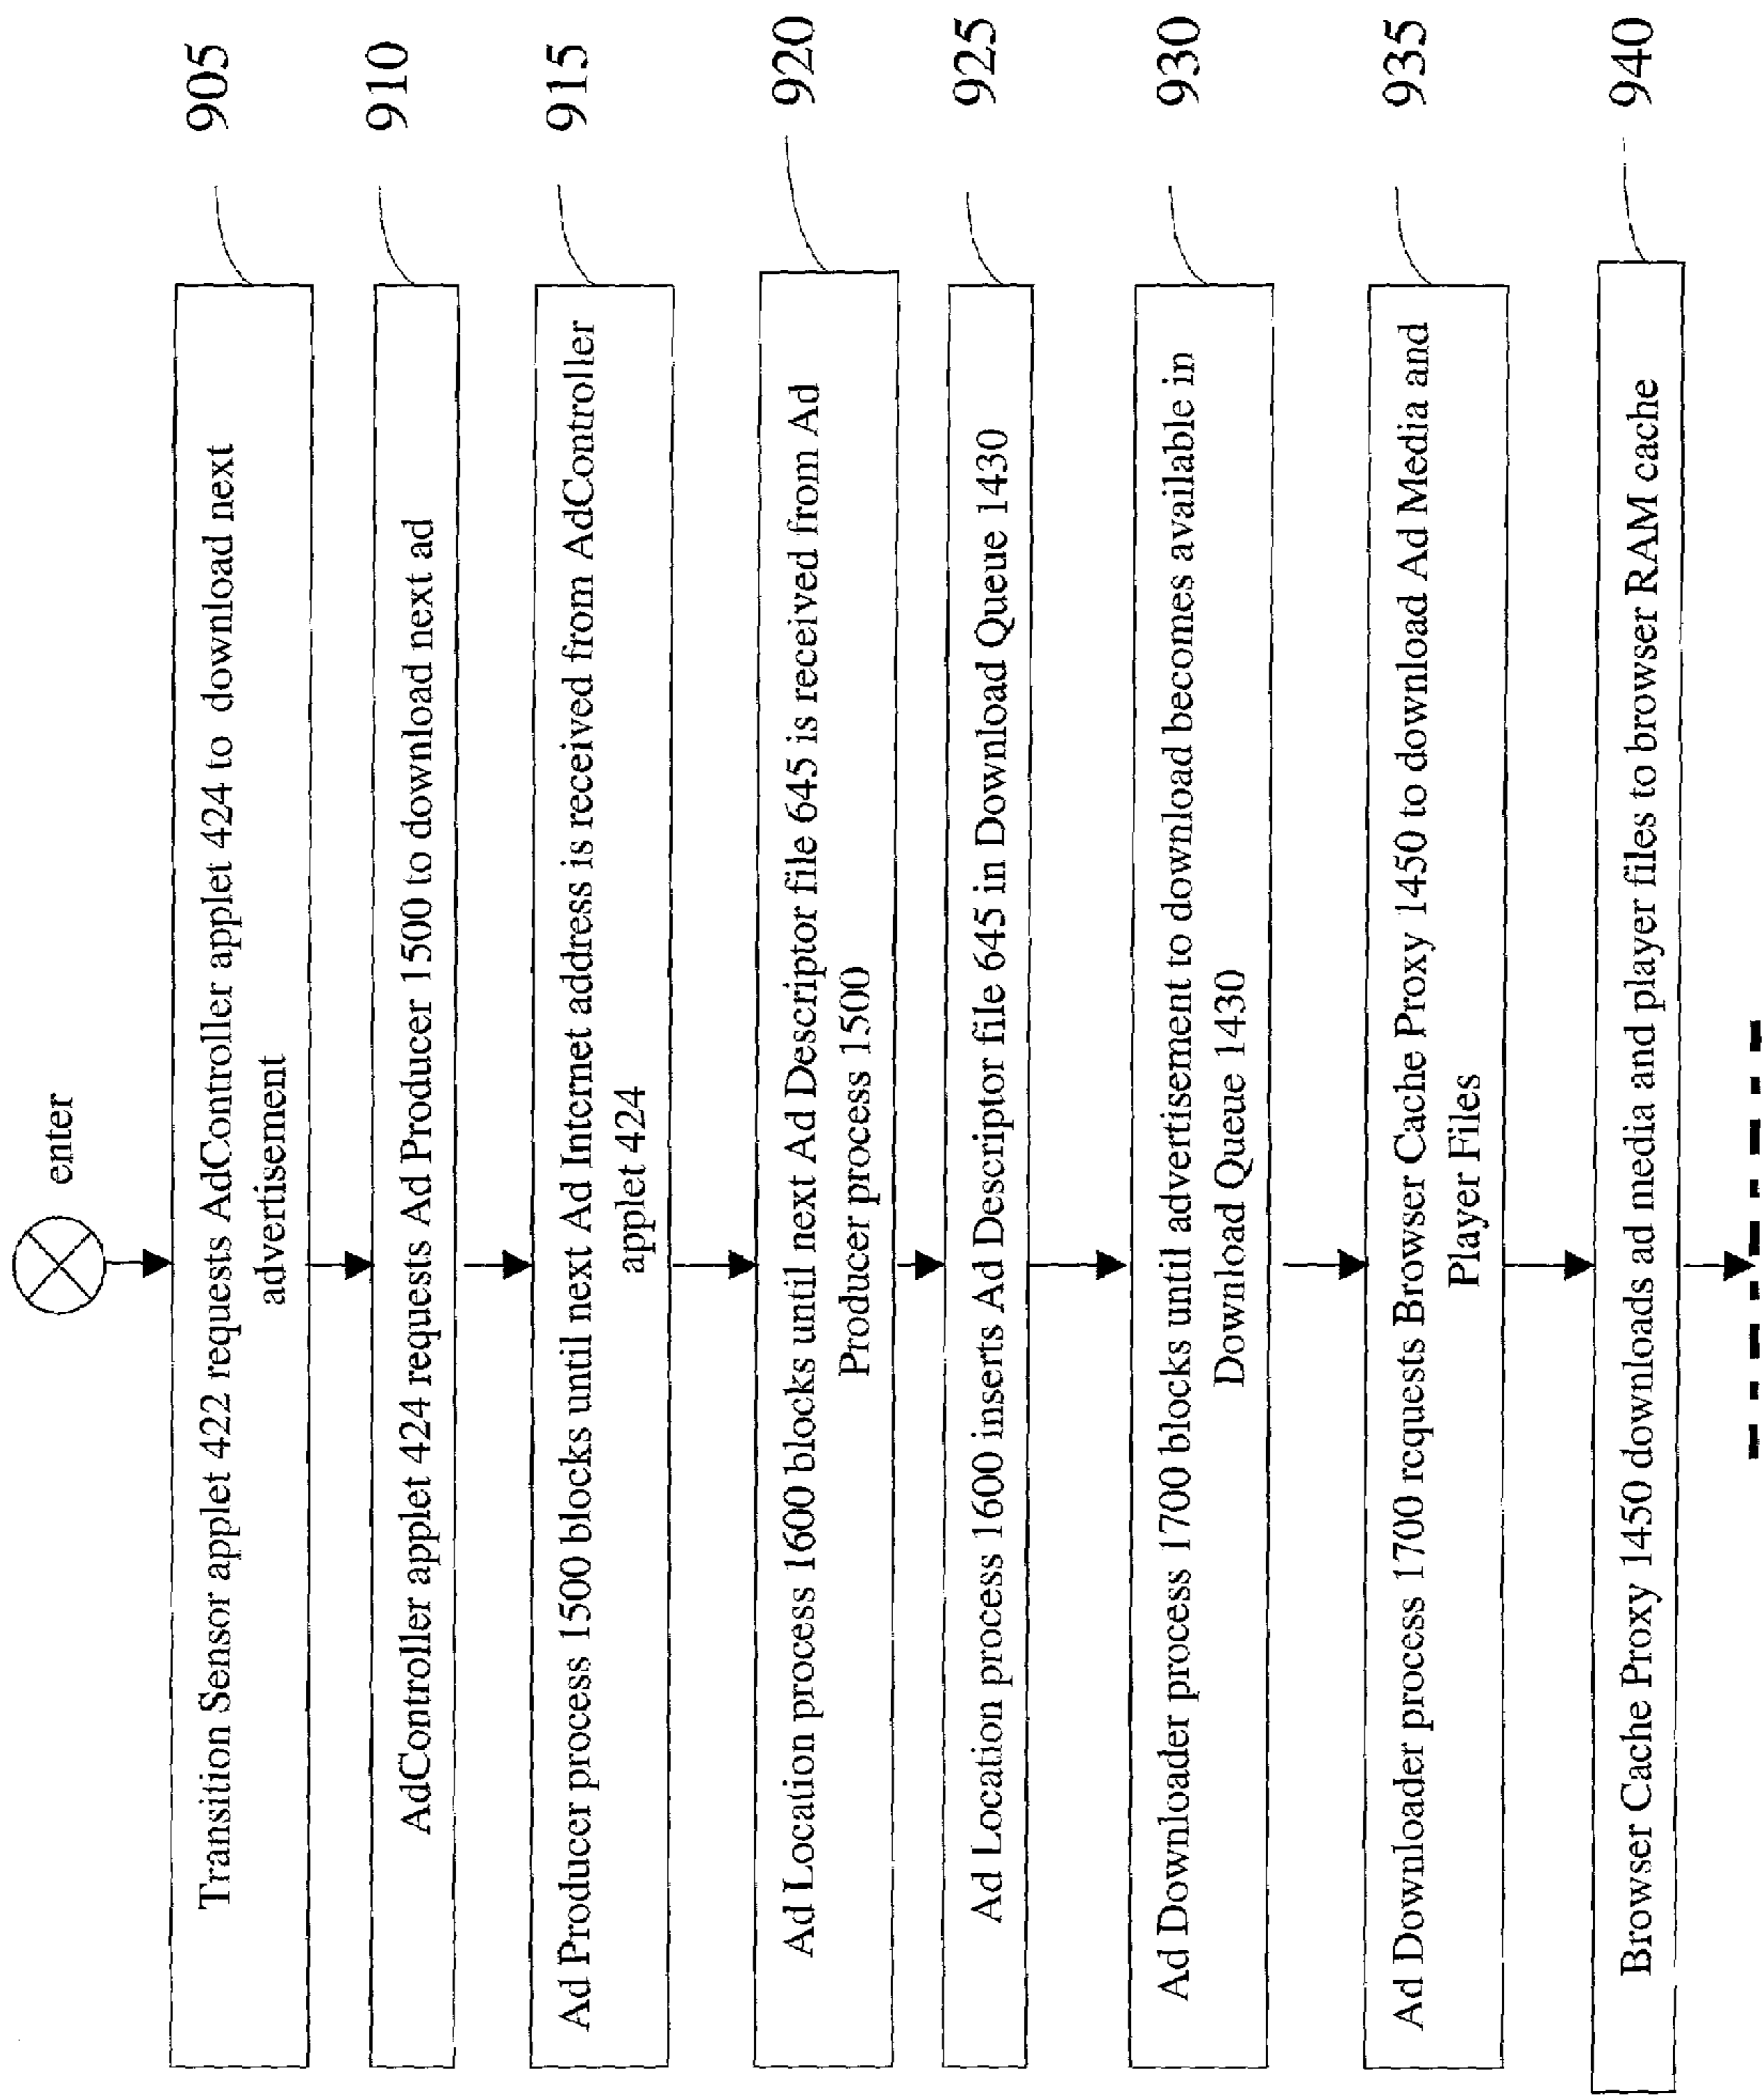 enter
Transition Sensor applet 422 requests AdController applet 424 to download next
advertisement
905
AdController applet 424 requests Ad Producer 1500 to download next ad
910
Ad Producer process 1500 blocks until next Ad Internet address is received from AdController
applet 424
915
Ad Location process 1600 blocks until next Ad Descriptor file 645 is received from Ad
Producer process 1500
920
Ad Location process 1600 inserts Ad Descriptor file 645 in Download Queue 1430
925
Ad Downloader process 1700 blocks until advertisement to download becomes available in
Download Queue 1430
930
Ad Downloader process 1700 requests Browser Cache Proxy 1450 to download Ad Media and
Player Files
935
Browser Cache Proxy 1450 downloads ad media and player files to browser RAM cache
940